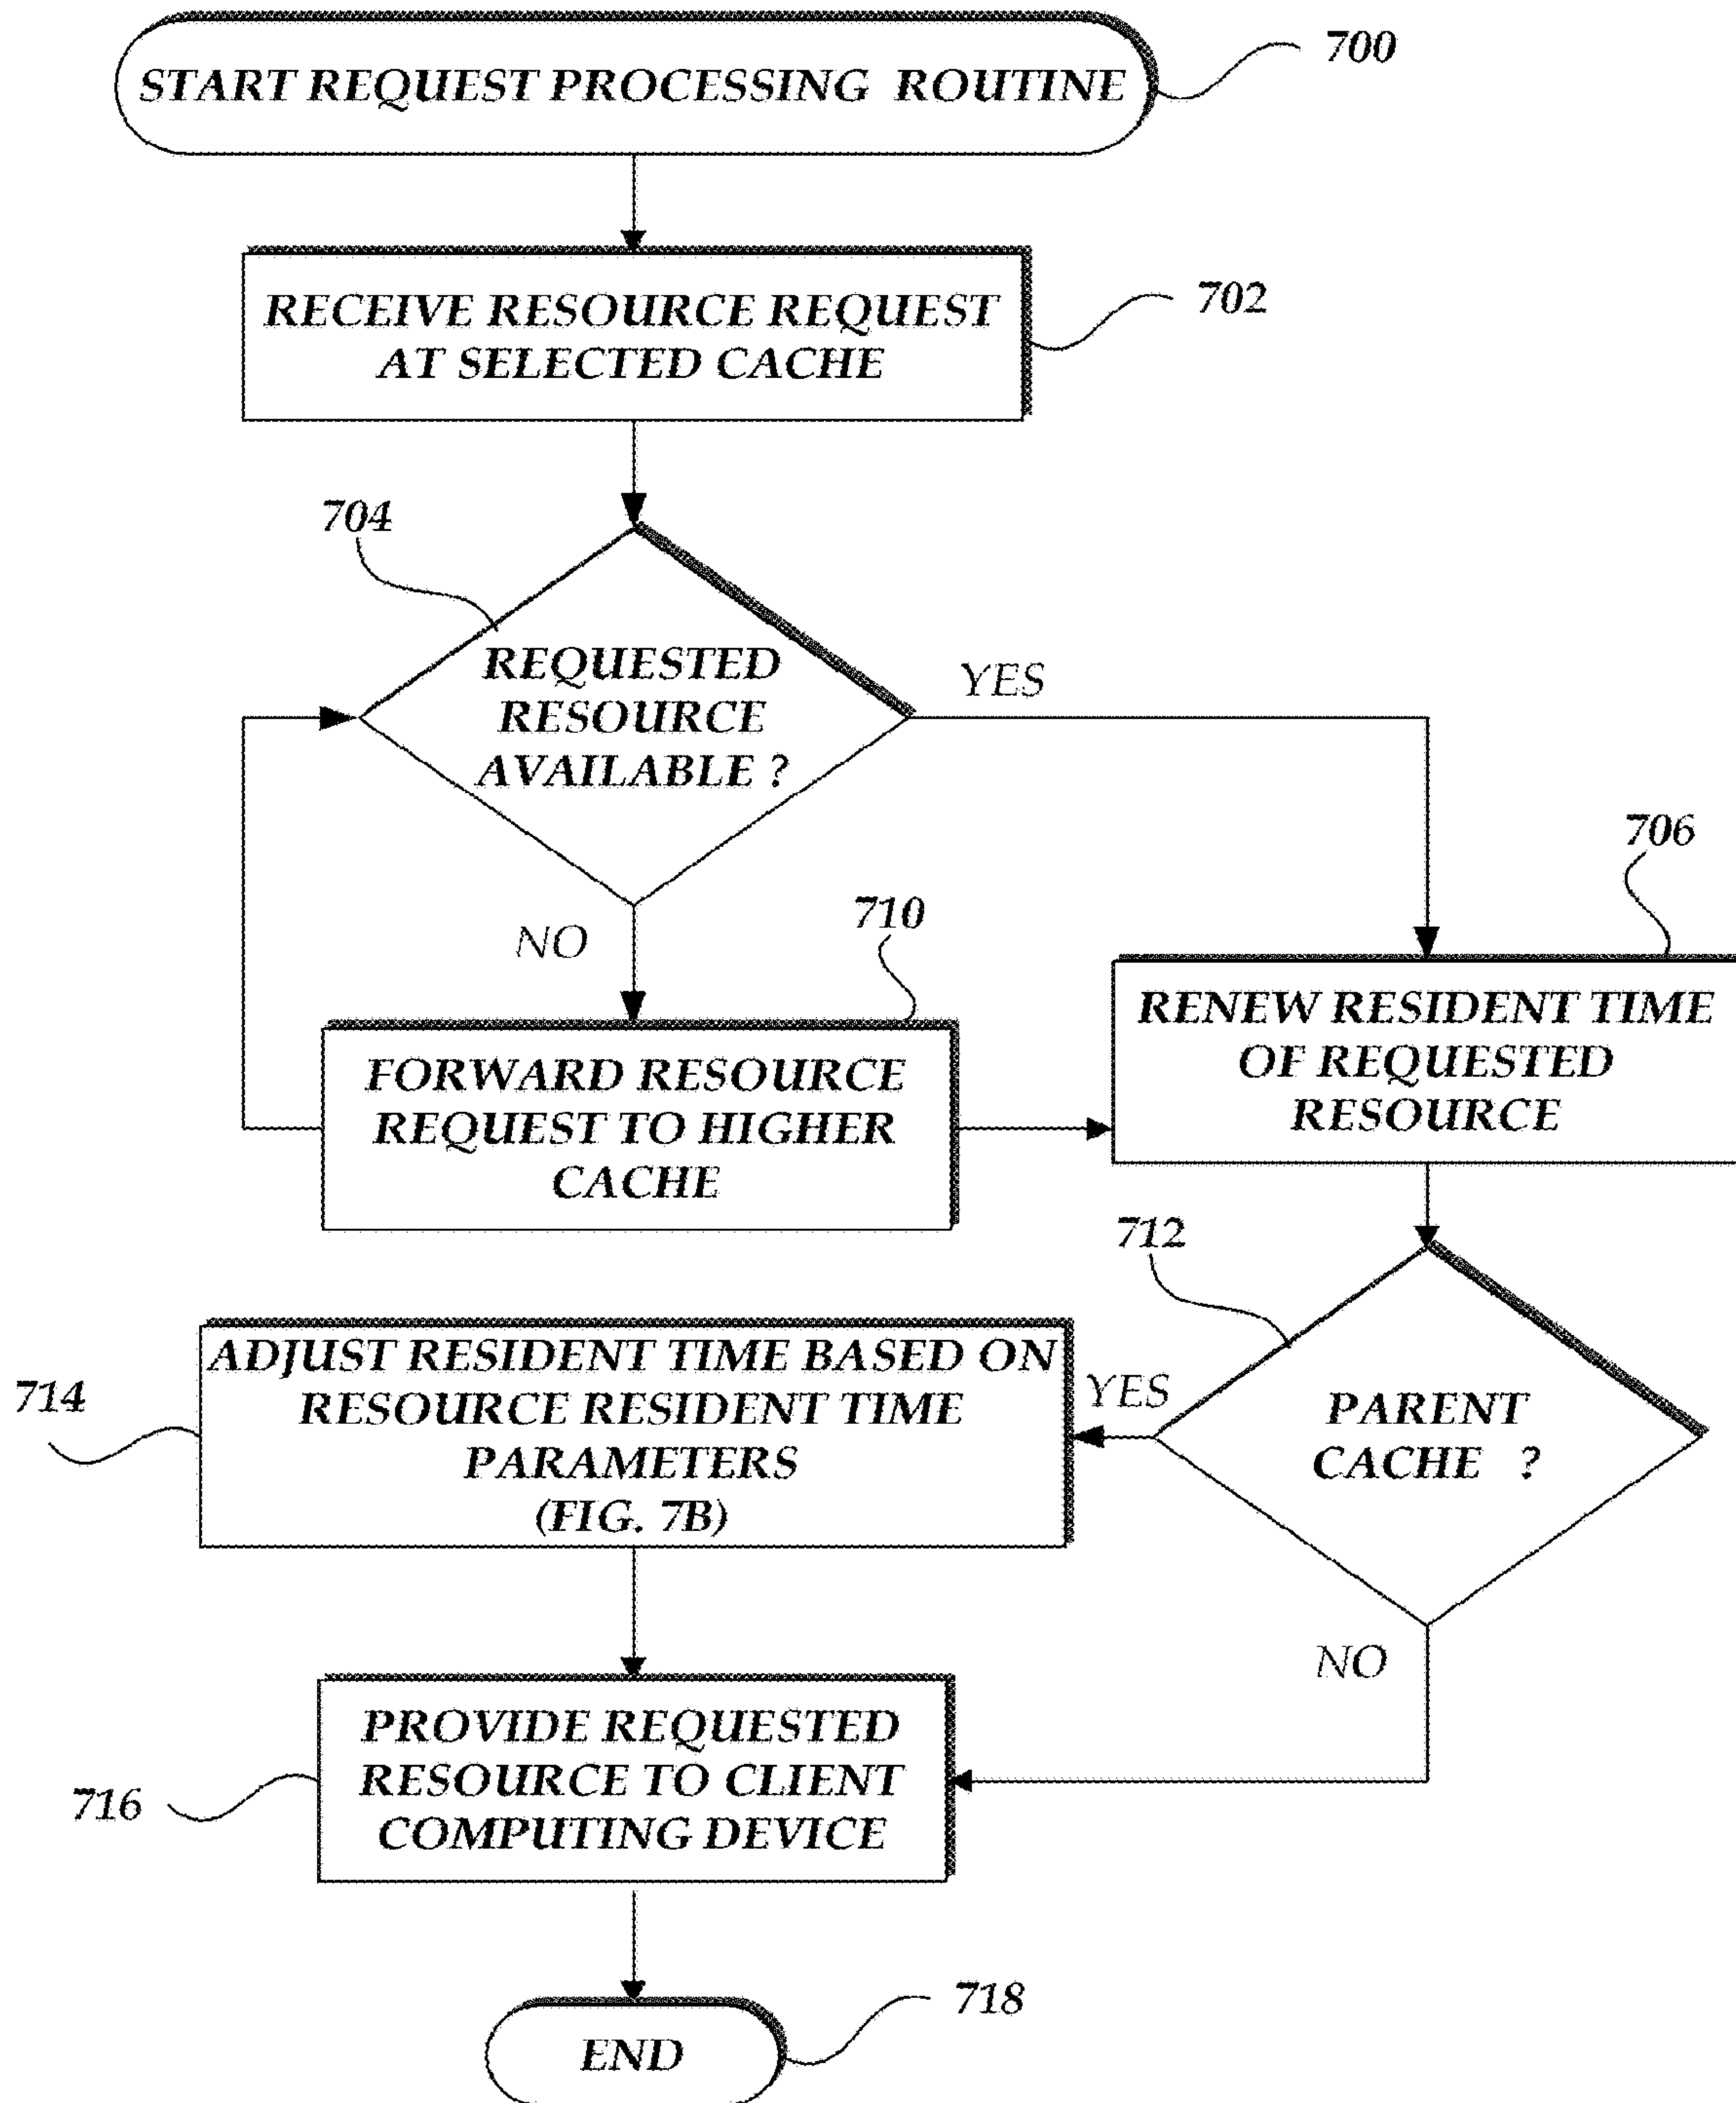 START REQUEST PROCESSING ROUTINE
700
RECEIVE RESOURCE REQUEST
AT SELECTED CACHE
702
704
REQUESTED
RESOURCE
AVAILABLE ?
YES
NO
706
RENEW RESIDENT TIME
OF REQUESTED
RESOURCE
710
FORWARD RESOURCE
REQUEST TO HIGHER
CACHE
712
PARENT
CACHE ?
YES
NO
714
ADJUST RESIDENT TIME BASED ON
RESOURCE RESIDENT TIME
PARAMETERS
(FIG. 7B)
716
PROVIDE REQUESTED
RESOURCE TO CLIENT
COMPUTING DEVICE
718
END